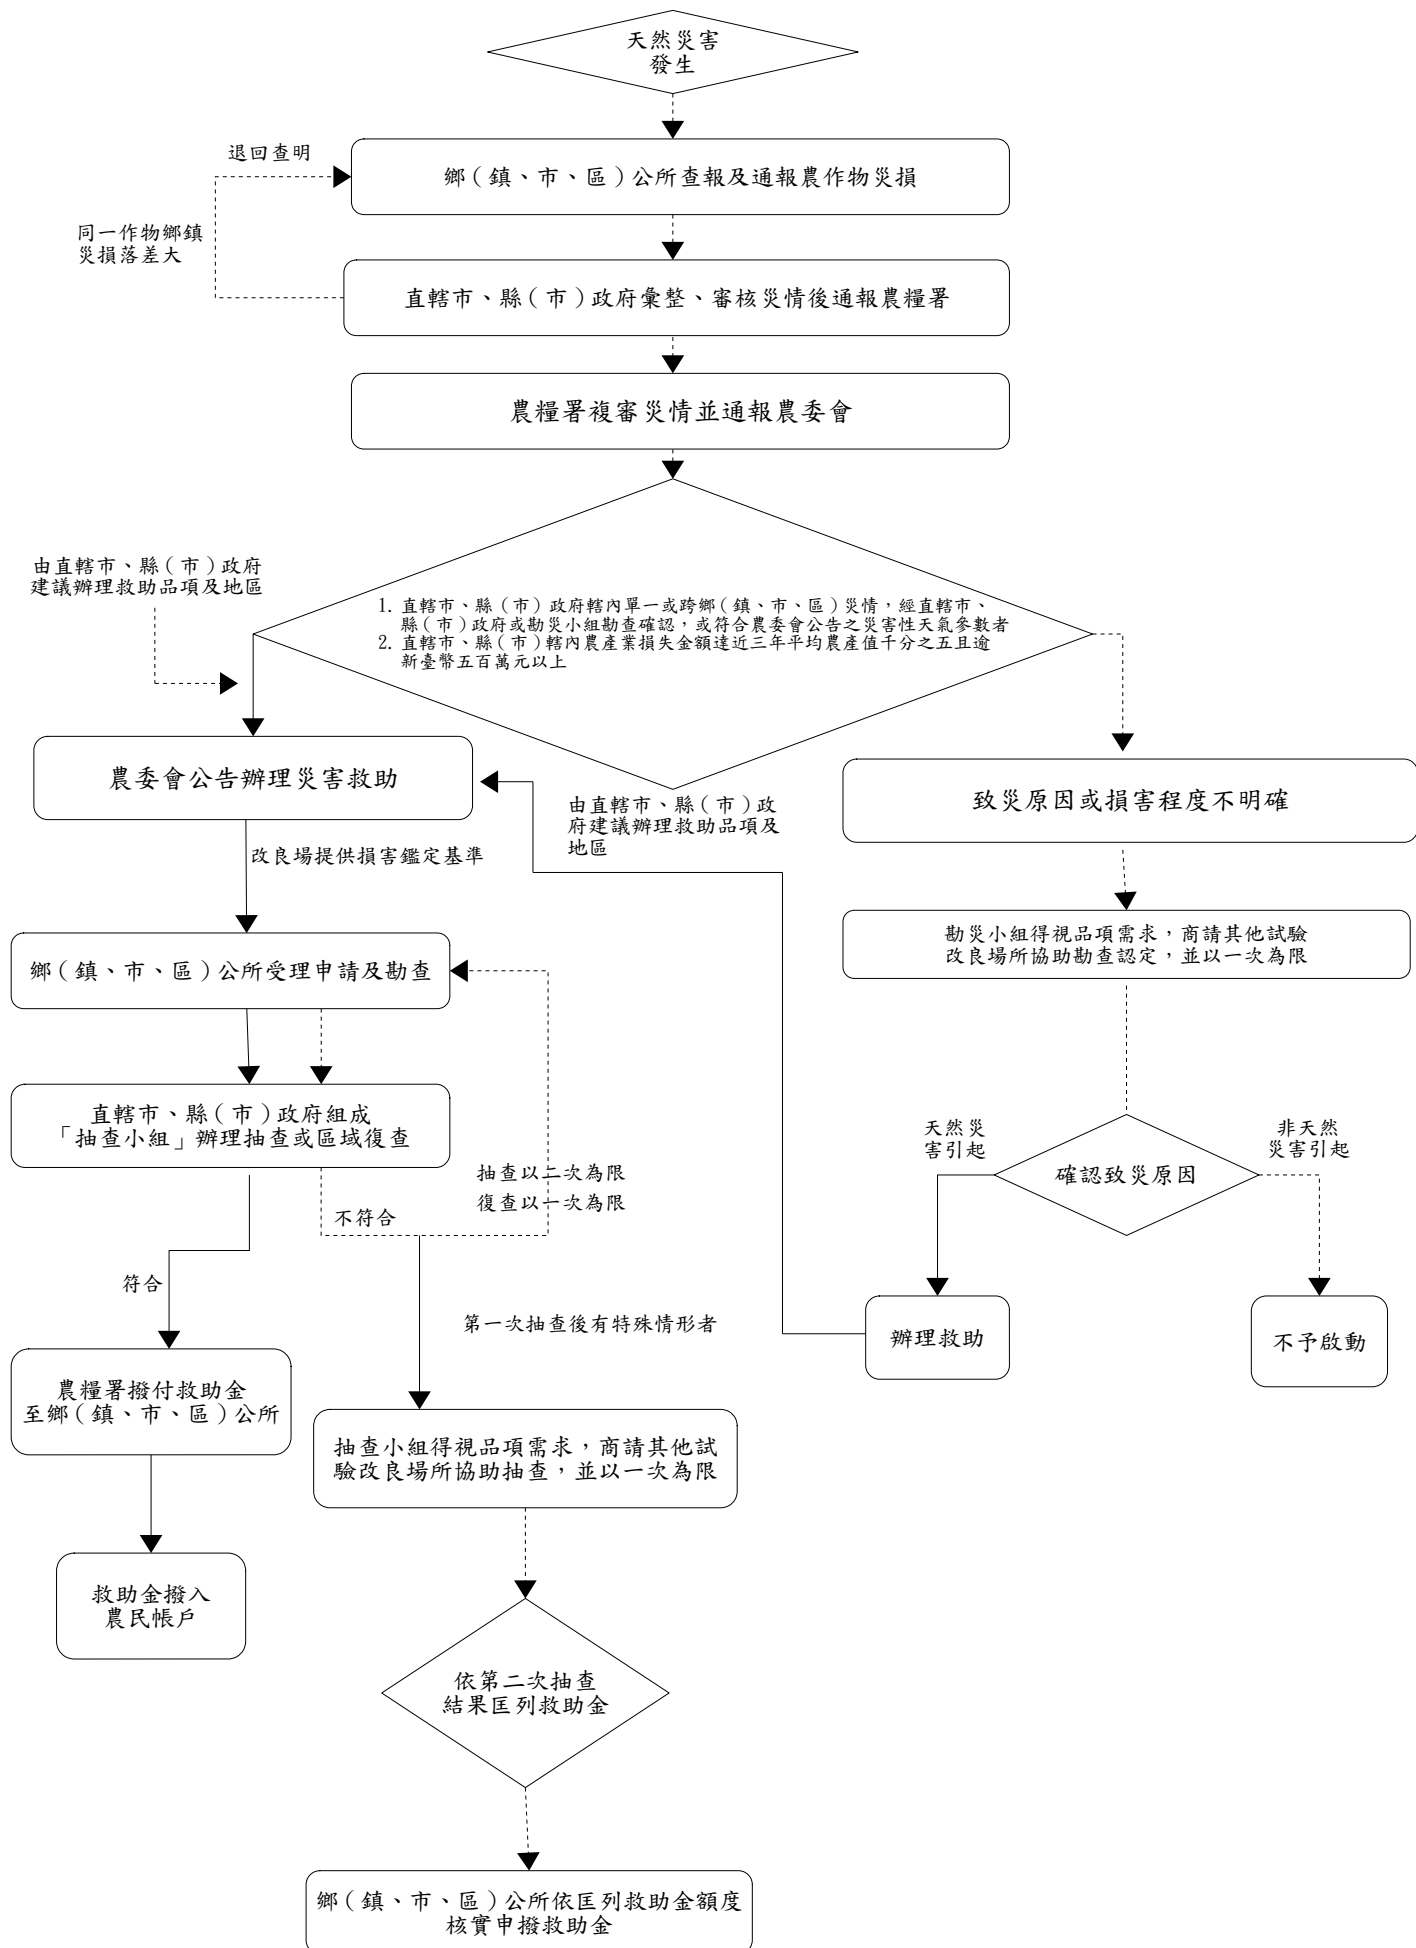 天然災害
發生
退回查明
鄉（鎮、市、區）公所查報及通報農作物災損
同一作物鄉鎮
災損落差大
直轄市、縣（市）政府彙整、審核災情後通報農糧署
農糧署複審災情並通報農委會
由直轄市、縣（市）政府
建議辦理救助品項及地區
1. 直轄市、縣（市）政府轄內單一或跨鄉（鎮、市、區）災情，經直轄市、
縣（市）政府或勘災小組勘查確認，或符合農委會公告之災害性天氣參數者
2. 直轄市、縣（市）轄內農產業損失金額達近三年平均農產值千分之五且逾
新臺幣五百萬元以上
農委會公告辦理災害救助
由直轄市、縣（市）政
府建議辦理救助品項及
地區
致災原因或損害程度不明確
改良場提供損害鑑定基準
鄉（鎮、市、區）公所受理申請及勘查
勘災小組得視品項需求，商請其他試驗
改良場所協助勘查認定，並以一次為限
直轄市、縣（市）政府組成
「抽查小組」辦理抽查或區域復查
天然災
害引起
非天然
災害引起
確認致災原因
抽查以二次為限
復查以一次為限
不符合
符合
第一次抽查後有特殊情形者
辦理救助
不予啟動
農糧署撥付救助金
至鄉（鎮、市、區）公所
抽查小組得視品項需求，商請其他試
驗改良場所協助抽查，並以一次為限
救助金撥入
農民帳戶
依第二次抽查
結果匡列救助金
鄉（鎮、市、區）公所依匡列救助金額度
核實申撥救助金